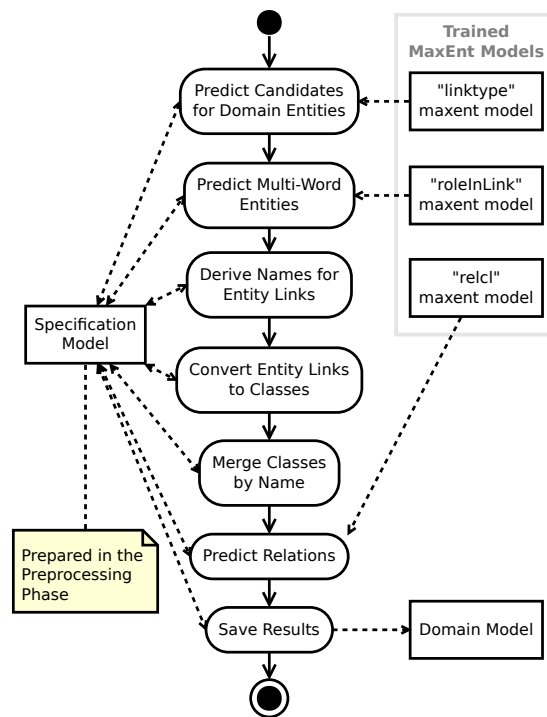 Trained
MaxEnt Models
Predict Candidates
for Domain Entities
"linktype"
maxent model
Predict Multi-Word
Entities
"roleInLink"
maxent model
Derive Names for
Entity Links
"relcl"
maxent model
Specification
Model
Convert Entity Links
to Classes
Merge Classes
by Name
Prepared in the
Preprocessing
Phase
Predict Relations
Save Results
Domain Model